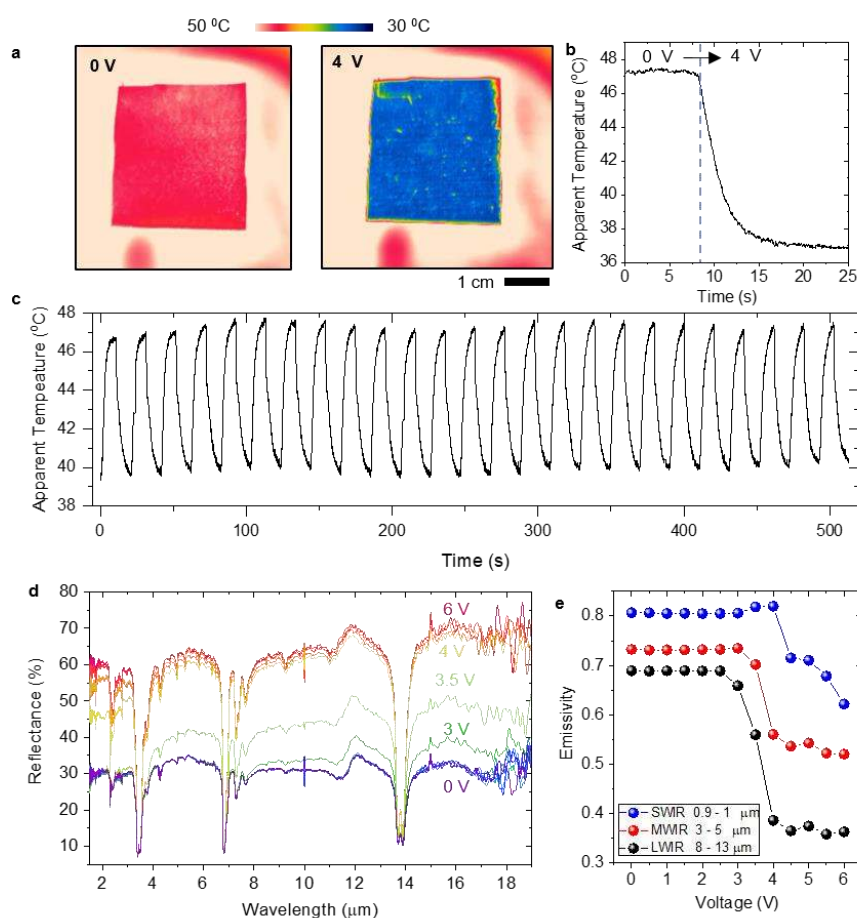 50 ⁰C 30 ⁰C
a
0 V
4 V
1 cm
b
0 V 4 V
48
46
44
42
40
38
36
Apparent Temperature (⁰C)
0 5 10 15 20 25
Time (s)
c
48
46
44
42
40
38
Apparent Tempeature (⁰C)
0 100 200 300 400 500
Time (s)
d
80
70
60
50
40
30
20
10
Reflectance (%)
6 V
4 V
3.5 V
3 V
0 V
2 4 6 8 10 12 14 16 18
Wavelength (μm)
e
0.8
0.7
0.6
0.5
0.4
0.3
Emissivity
SWIR 0.9 - 1 μm
MWIR 3 - 5 μm
LWIR 8 - 13 μm
0 1 2 3 4 5 6
Voltage (V)